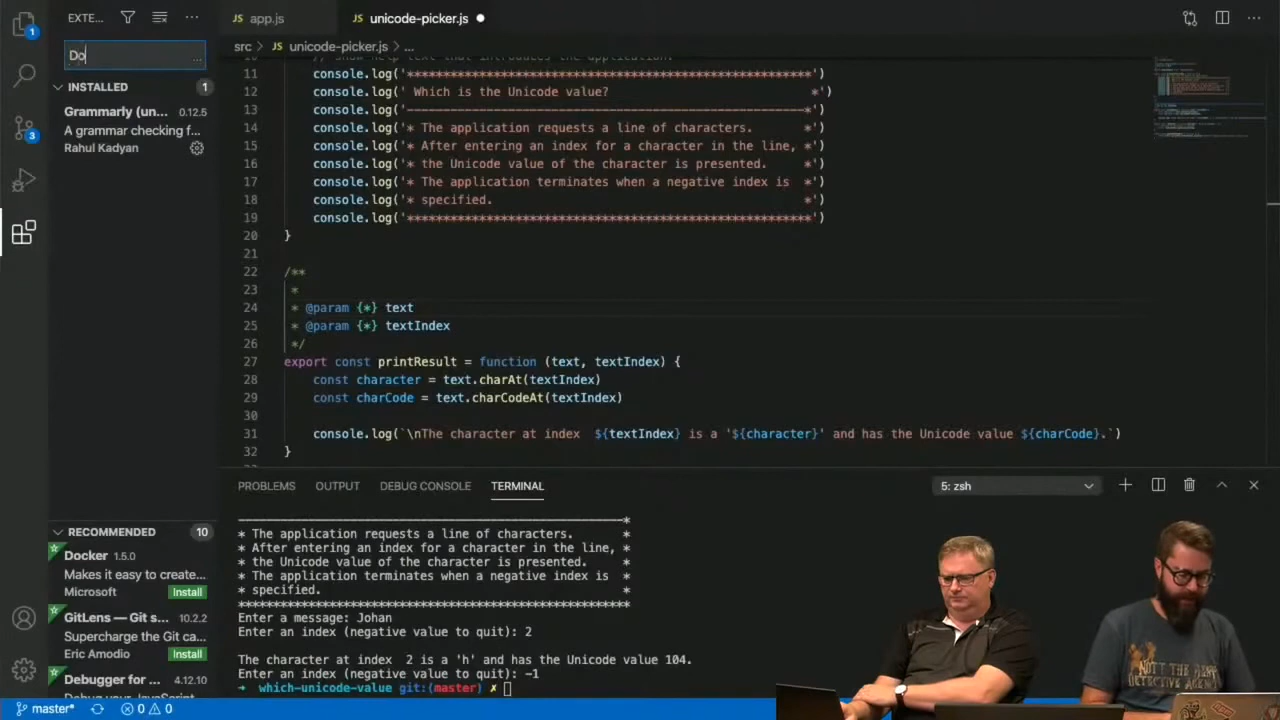 EXTE...
Do
...
INSTALLED 1
Grammarly (un... 0.12.5
A grammar checking f...
Rahul Kadyan
RECOMMENDED 10
Docker 1.5.0
Makes it easy to create...
Microsoft Install
GitLens — Git s... 10.2.2
Supercharge the Git ca...
Eric Amodio Install
Debugger for ... 4.12.10
1
3
JS app.js
JS unicode-picker.js
src > JS unicode-picker.js > ...
11 console.log('********************************************************')
12 console.log(' Which is the Unicode value? *')
13 console.log('-------------------------------------------------------*')
14 console.log('* The application requests a line of characters. *')
15 console.log('* After entering an index for a character in the line, *')
16 console.log('* the Unicode value of the character is presented. *')
17 console.log('* The application terminates when a negative index is *')
18 console.log('* specified. *')
19 console.log('********************************************************')
20 }
21
22 /**
23 *
24 * @param {*} text
25 * @param {*} textIndex
26 */
27 export const printResult = function (text, textIndex) {
28 const character = text.charAt(textIndex)
29 const charCode = text.charCodeAt(textIndex)
30
31 console.log(`\nThe character at index  ${textIndex} is a '${character}' and has the Unicode value ${charCode}.`)
32 }
PROBLEMS OUTPUT DEBUG CONSOLE TERMINAL 5: zsh
-------------------------------------------------------*
* The application requests a line of characters. *
* After entering an index for a character in the line, *
* the Unicode value of the character is presented. *
* The application terminates when a negative index is *
* specified. *
********************************************************
Enter a message: Johan
Enter an index (negative value to quit): 2
The character at index  2 is a 'h' and has the Unicode value 104.
Enter an index (negative value to quit): -1
➜ which-unicode-value git:(master) ✗
master* 0 0